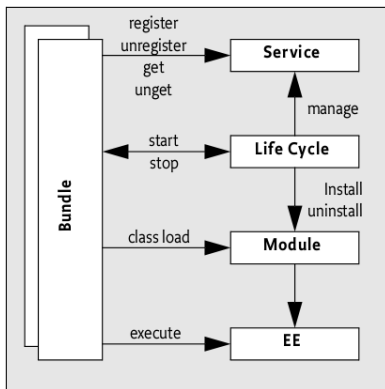 register
unregister
get
unget
Service
manage
start
stop
Life Cycle
Install
uninstall
Bundle
class load
Module
execute
EE